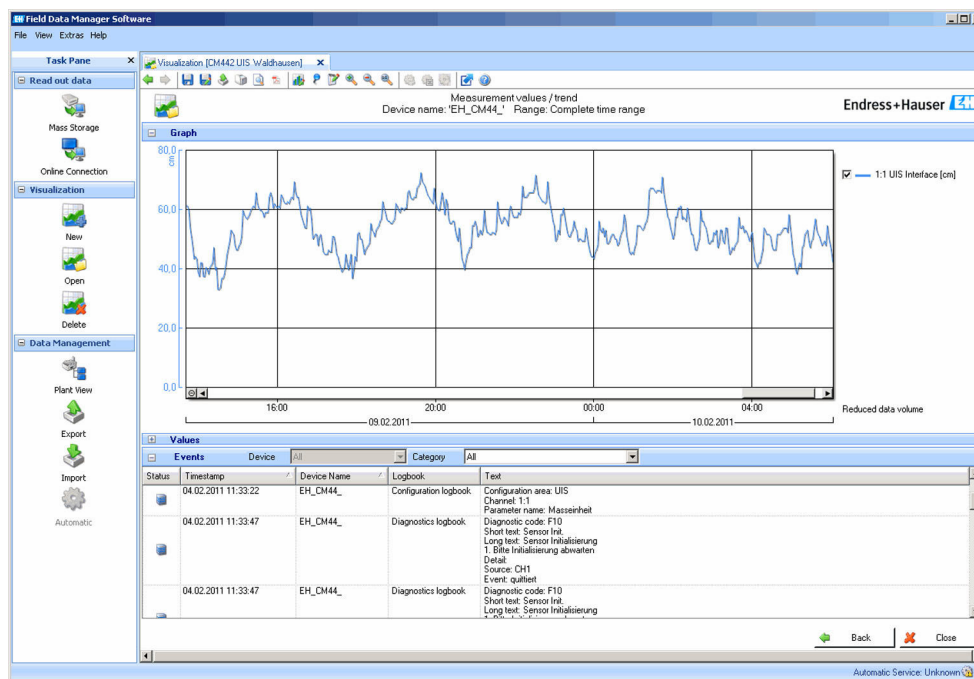 Field Data Manager Software
File View Extras Help
Task Pane
Read out data
Mass Storage
Online Connection
Visualization
New
Open
Delete
Data Management
Plant View
Export
Import
Automatic
Visualization [CM442 UIS Waldhausen]
Measurement values / trend
Device name: 'EH_CM44_' Range: Complete time range
Endress+Hauser
Graph
80,0
cm
60,0
40,0
20,0
0,0
16:00 20:00 00:00 04:00
09.02.2011 10.02.2011
1:1 UIS Interface [cm]
Reduced data volume
Values
Events Device All Category All
Status Timestamp Device Name Logbook Text
04.02.2011 11:33:22 EH_CM44_ Configuration logbook Configuration area: UIS
Channel: 1:1
Parameter name: Masseinheit
04.02.2011 11:33:47 EH_CM44_ Diagnostics logbook Diagnostic code: F10
Short text: Sensor Init.
Long text: Sensor Initialisierung
1. Bitte Initialisierung abwarten
Detail:
Source: CH1
Event: quittiert
04.02.2011 11:33:47 EH_CM44_ Diagnostics logbook Diagnostic code: F10
Short text: Sensor Init.
Long text: Sensor Initialisierung
Back Close
Automatic Service: Unknown